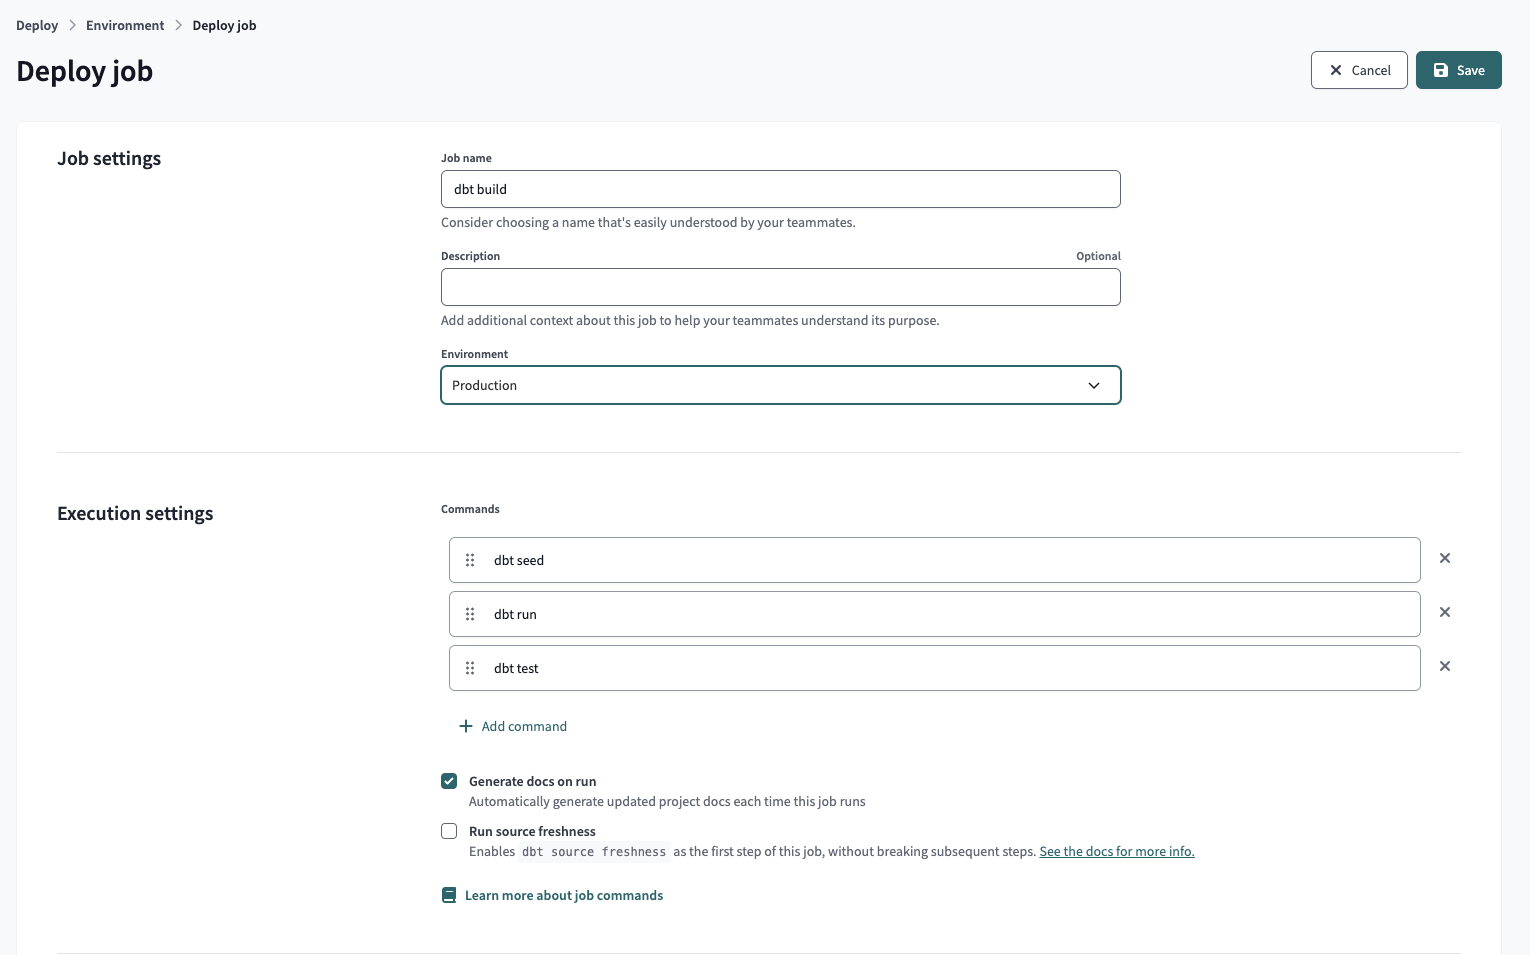 Deploy > Environment > Deploy job
Deploy job
Cancel
Save
Job settings
Job name
dbt build
Consider choosing a name that's easily understood by your teammates.
Description
Optional
Add additional context about this job to help your teammates understand its purpose.
Environment
Production
Execution settings
Commands
dbt seed
dbt run
dbt test
Add command
Generate docs on run
Automatically generate updated project docs each time this job runs
Run source freshness
Enables dbt source freshness as the first step of this job, without breaking subsequent steps. See the docs for more info.
Learn more about job commands